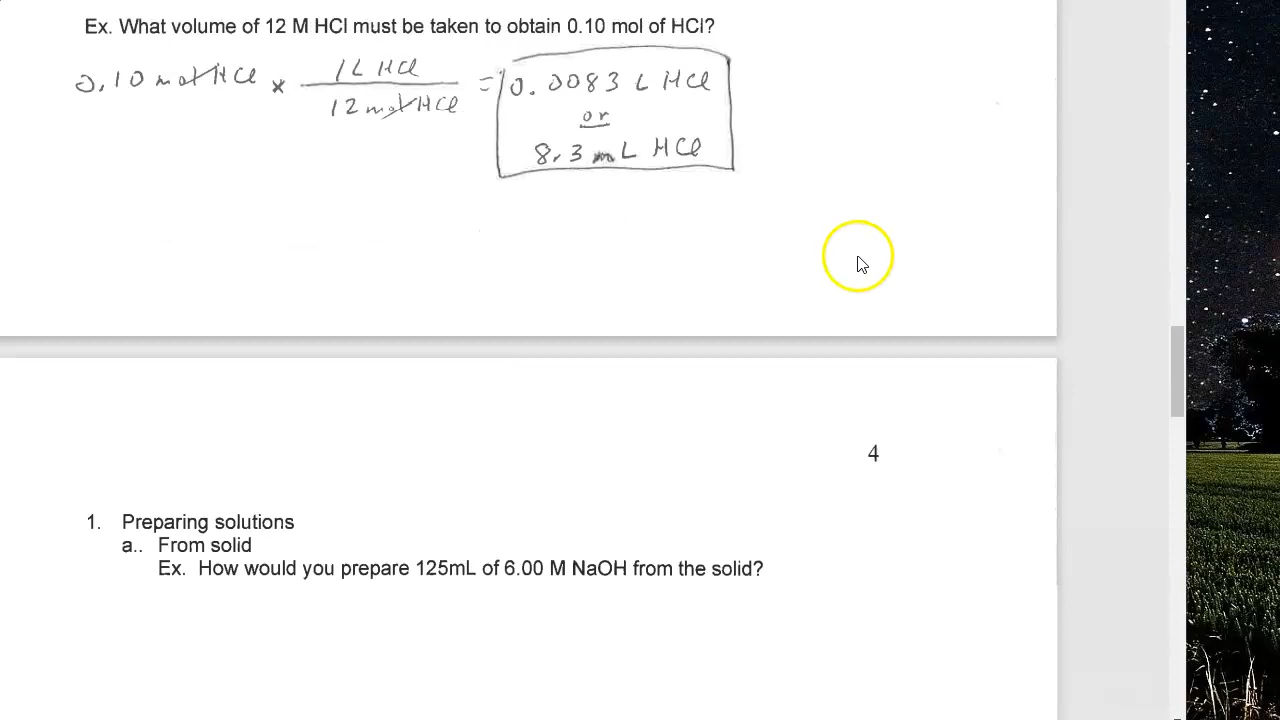 Ex. What volume of 12 M HCl must be taken to obtain 0.10 mol of HCl?
0.10 mol HCl × 1L HCl / 12 mol HCl = 0.0083 L HCl
or
8.3 mL HCl
4
1. Preparing solutions
a.. From solid
Ex. How would you prepare 125mL of 6.00 M NaOH from the solid?